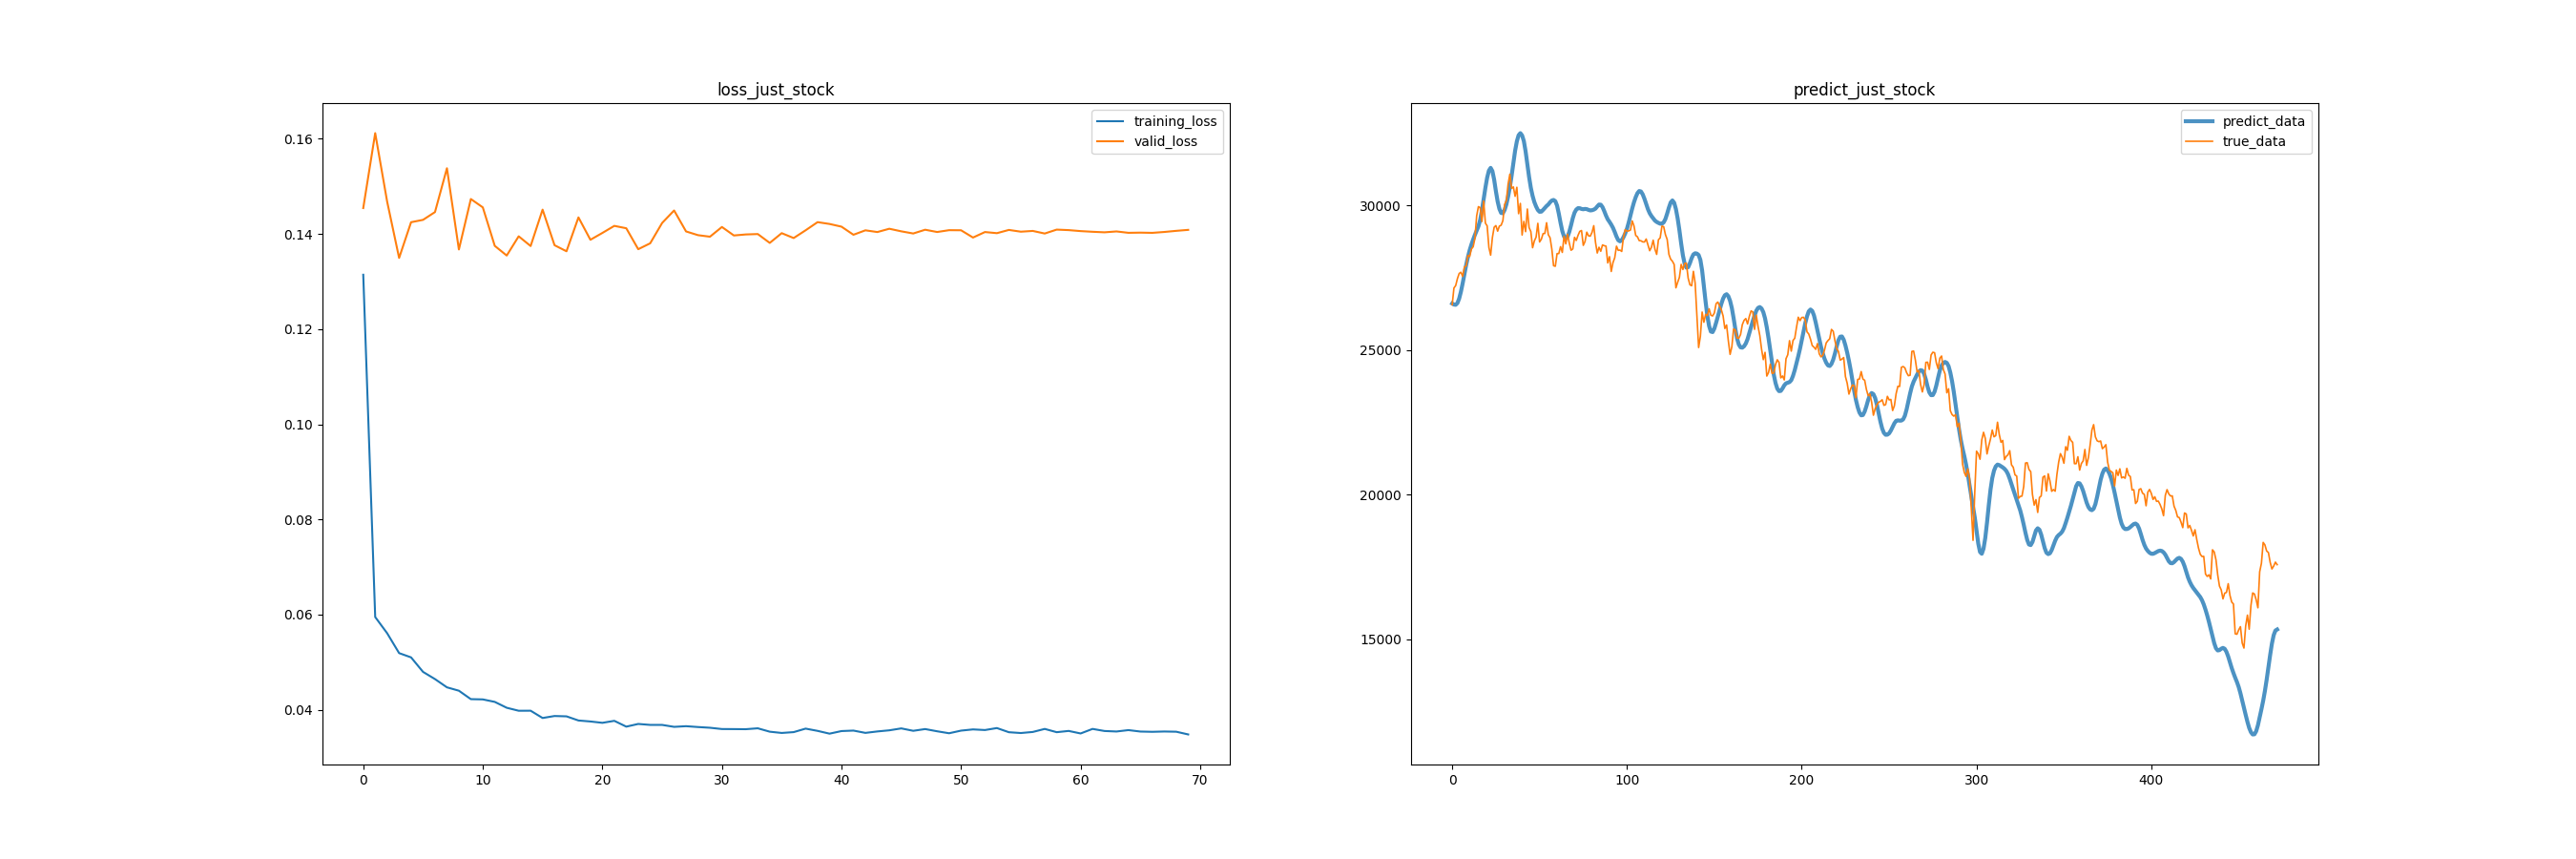 loss_just_stock
training_loss
valid_loss
0.16
0.14
0.12
0.10
0.08
0.06
0.04
0 10 20 30 40 50 60 70
predict_just_stock
predict_data
true_data
30000
25000
20000
15000
0 100 200 300 400